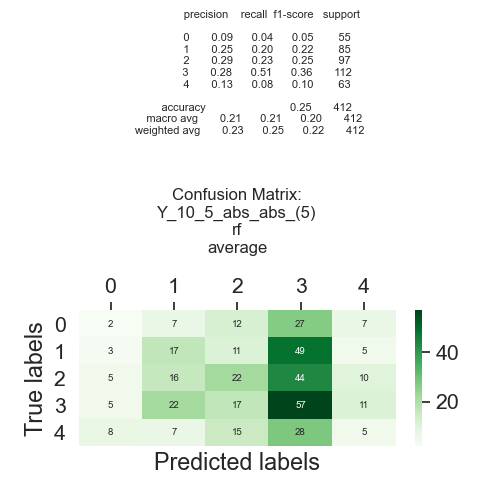 precision recall f1-score support
0 0.09 0.04 0.05 55
1 0.25 0.20 0.22 85
2 0.29 0.23 0.25 97
3 0.28 0.51 0.36 112
4 0.13 0.08 0.10 63
accuracy 0.25 412
macro avg 0.21 0.21 0.20 412
weighted avg 0.23 0.25 0.22 412
Confusion Matrix:
Y_10_5_abs_abs_(5)
rf
average
0 1 2 3 4
0 2 7 12 27 7
1 3 17 11 49 5
2 5 16 22 44 10
3 5 22 17 57 11
4 8 7 15 28 5
True labels
Predicted labels
40
20